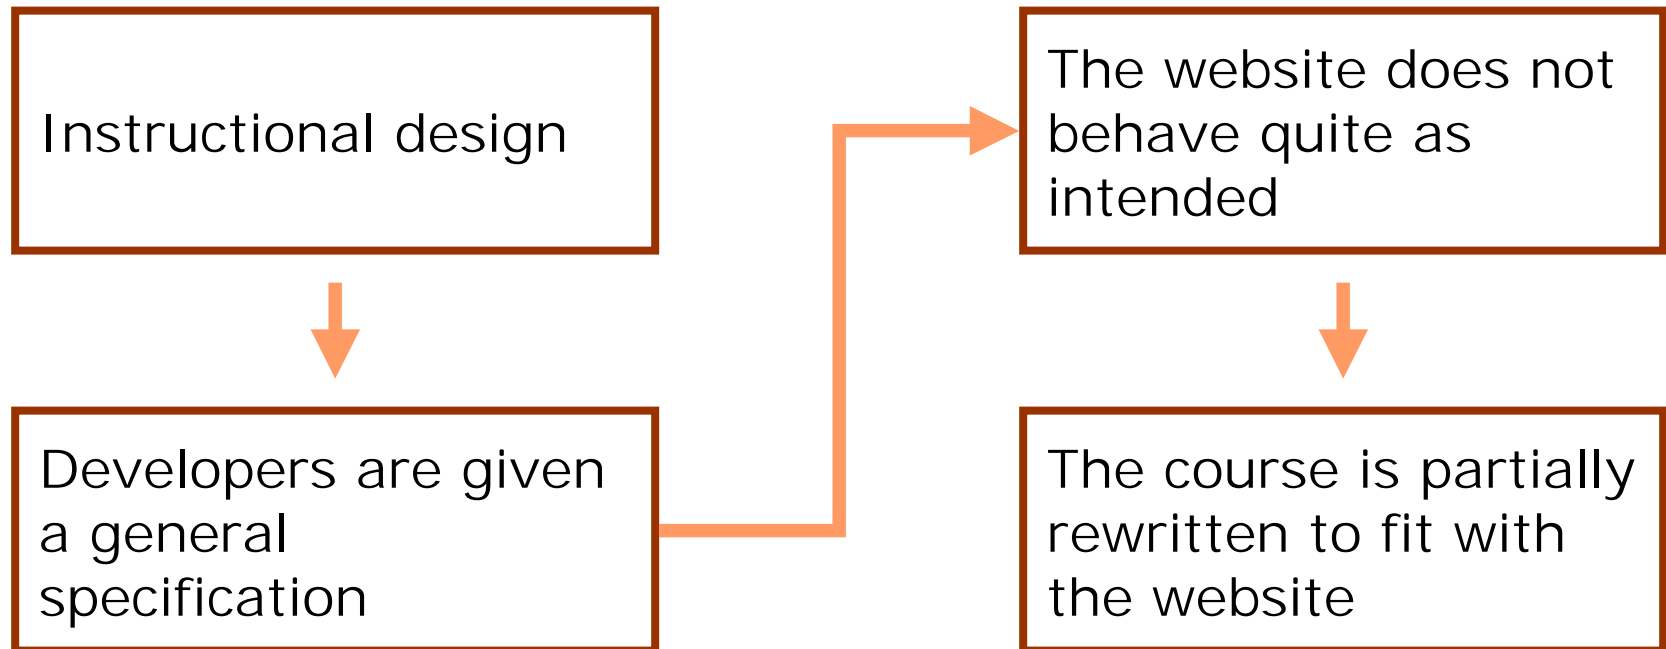 Instructional design
Developers are given
a general
specification
The website does not
behave quite as
intended
The course is partially
rewritten to fit with
the website